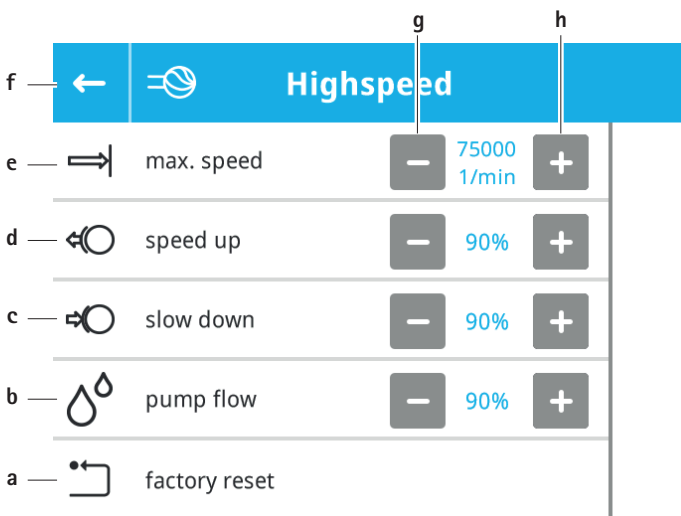 g h
f Highspeed
e max. speed − 75000 +
1/min
d speed up − 90% +
c slow down − 90% +
b pump flow − 90% +
a factory reset